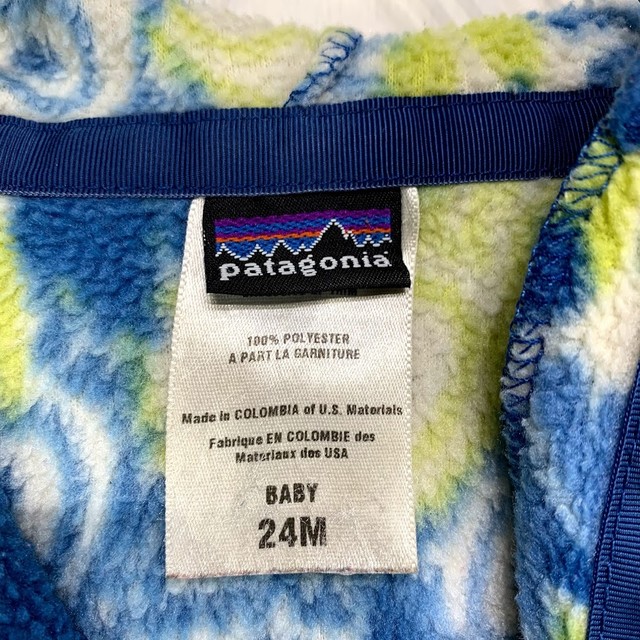 patagonia
100% POLYESTER
A PART LA GARNITURE
Made in COLOMBIA of U.S. Materials
Fabrique EN COLOMBIE des
Materiaux des USA
BABY
24M